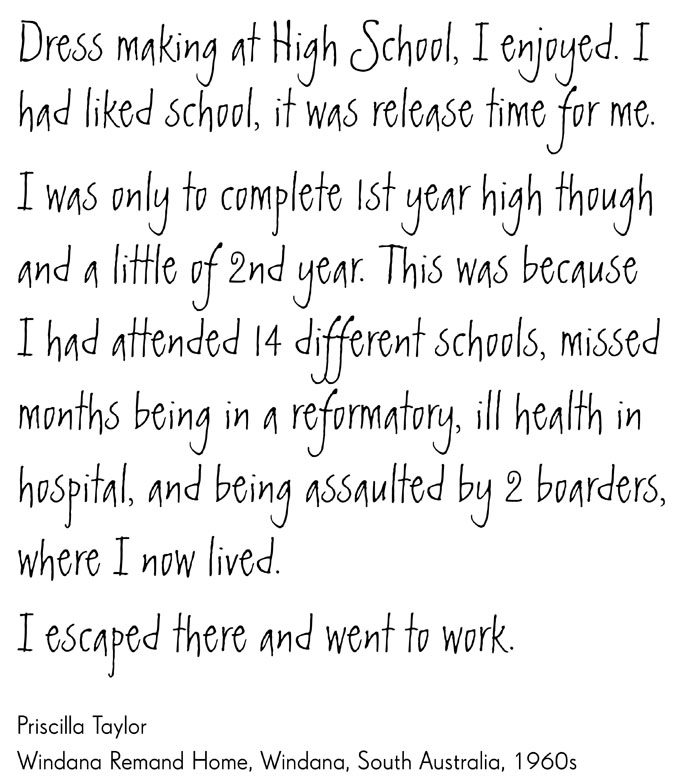 Dress making at High School, I enjoyed. I
had liked school, it was release time for me.
I was only to complete 1st year high though
and a little of 2nd year. This was because
I had attended 14 different schools, missed
months being in a reformatory, ill health in
hospital, and being assaulted by 2 boarders,
where I now lived.
I escaped there and went to work.
Priscilla Taylor
Windana Remand Home, Windana, South Australia, 1960s